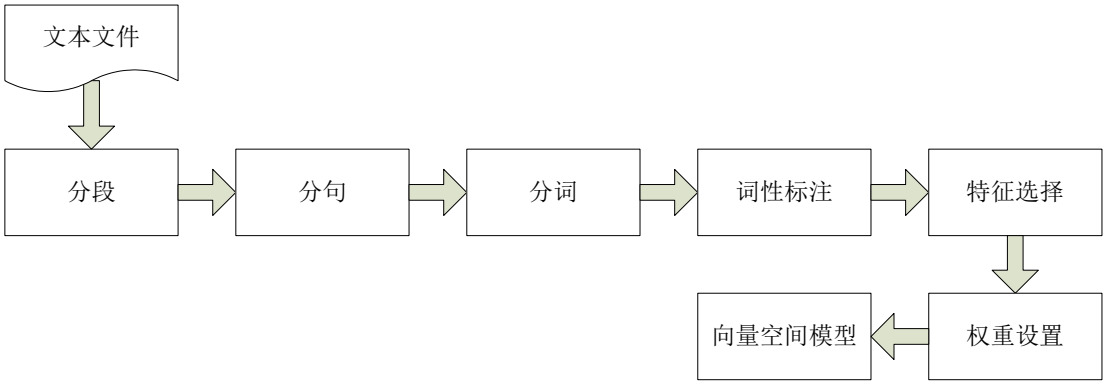 文本文件
分段
分句
分词
词性标注
特征选择
权重设置
向量空间模型